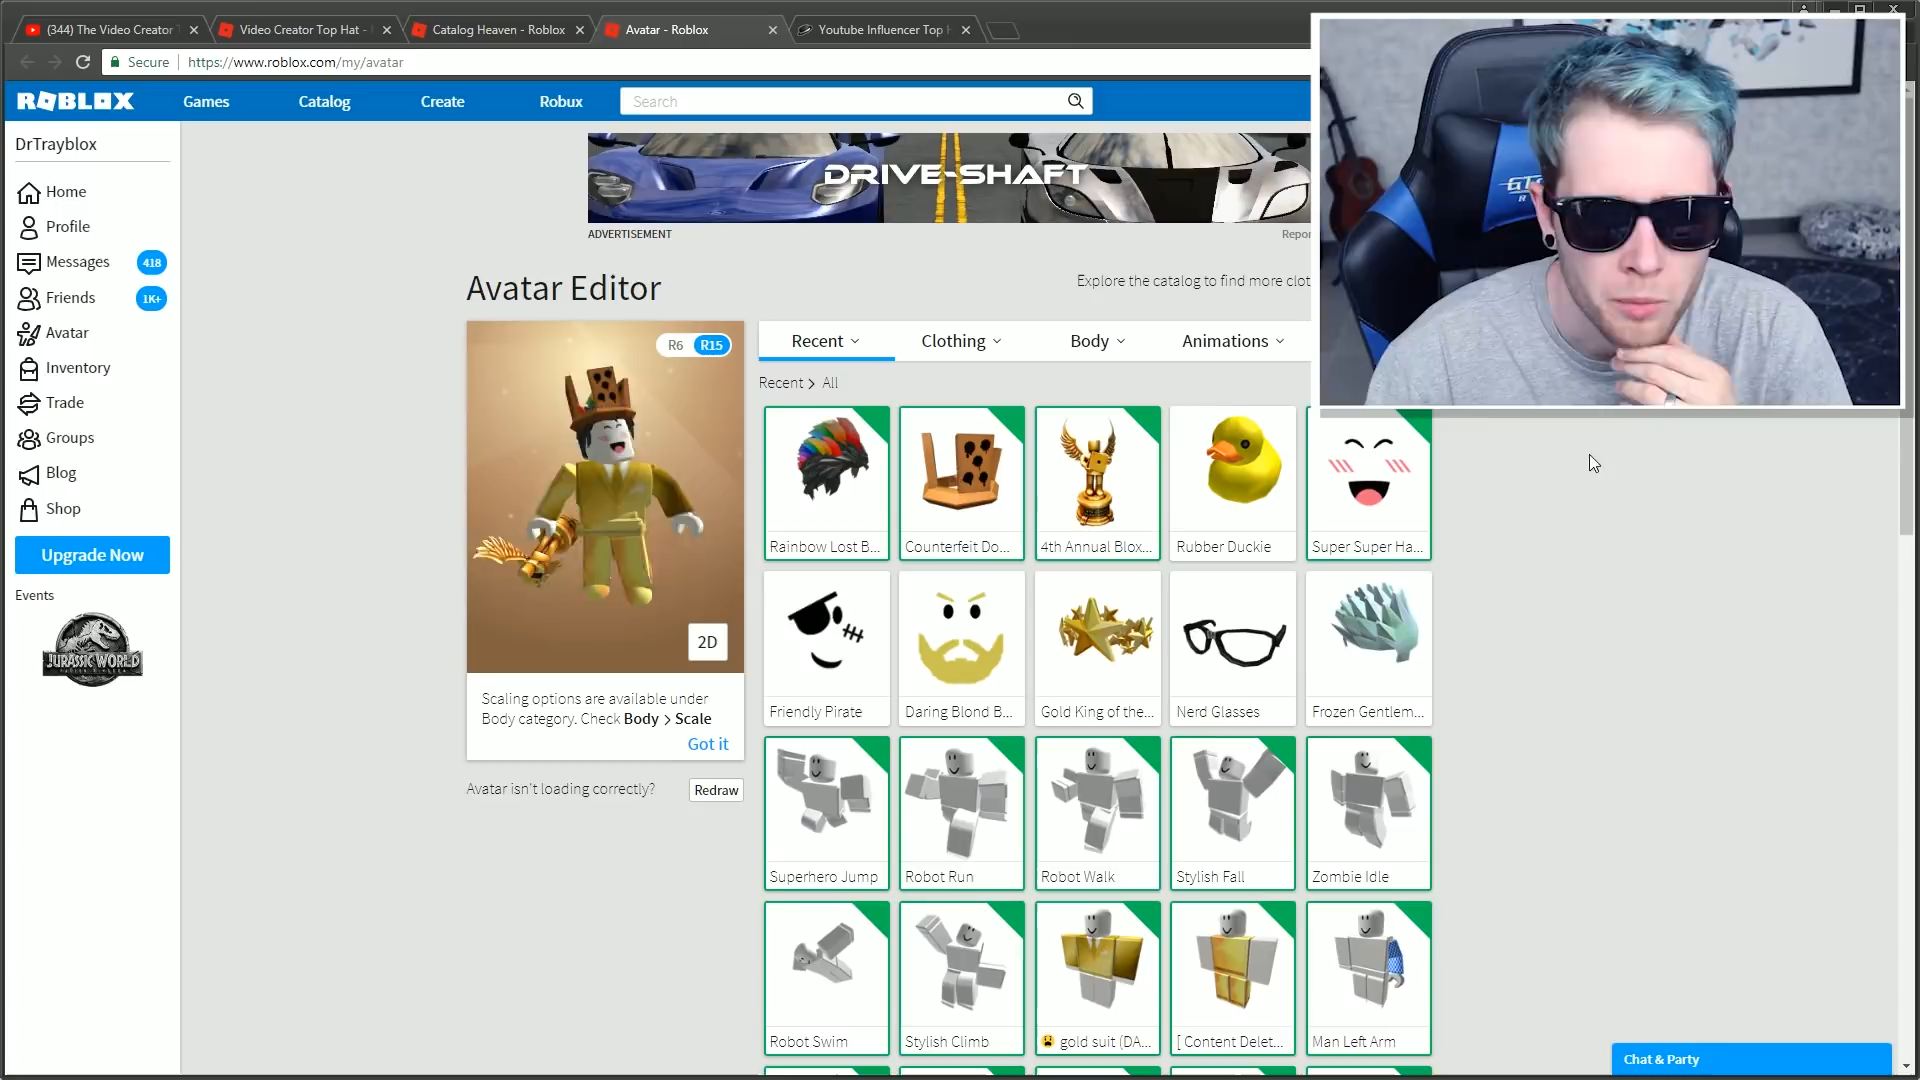 (344) The Video Creator T
Video Creator Top Hat -
Catalog Heaven - Roblox
Avatar - Roblox
Youtube Influencer Top H
Secure
https://www.roblox.com/my/avatar
ROBLOX
Games
Catalog
Create
Robux
Search
DrTrayblox
Home
Profile
Messages
418
Friends
1K+
Avatar
Inventory
Trade
Groups
Blog
Shop
Upgrade Now
Events
JURASSIC WORLD
DRIVE-SHAFT
ADVERTISEMENT
Repor
Avatar Editor
Explore the catalog to find more clot
R6
R15
2D
Scaling options are available under
Body category. Check Body > Scale
Got it
Avatar isn't loading correctly?
Redraw
Recent
Clothing
Body
Animations
Recent > All
Rainbow Lost B...
Counterfeit Do...
4th Annual Blox...
Rubber Duckie
Super Super Ha...
Friendly Pirate
Daring Blond B...
Gold King of the...
Nerd Glasses
Frozen Gentlem...
Superhero Jump
Robot Run
Robot Walk
Stylish Fall
Zombie Idle
Robot Swim
Stylish Climb
gold suit (DA...
[ Content Delet...
Man Left Arm
Chat & Party